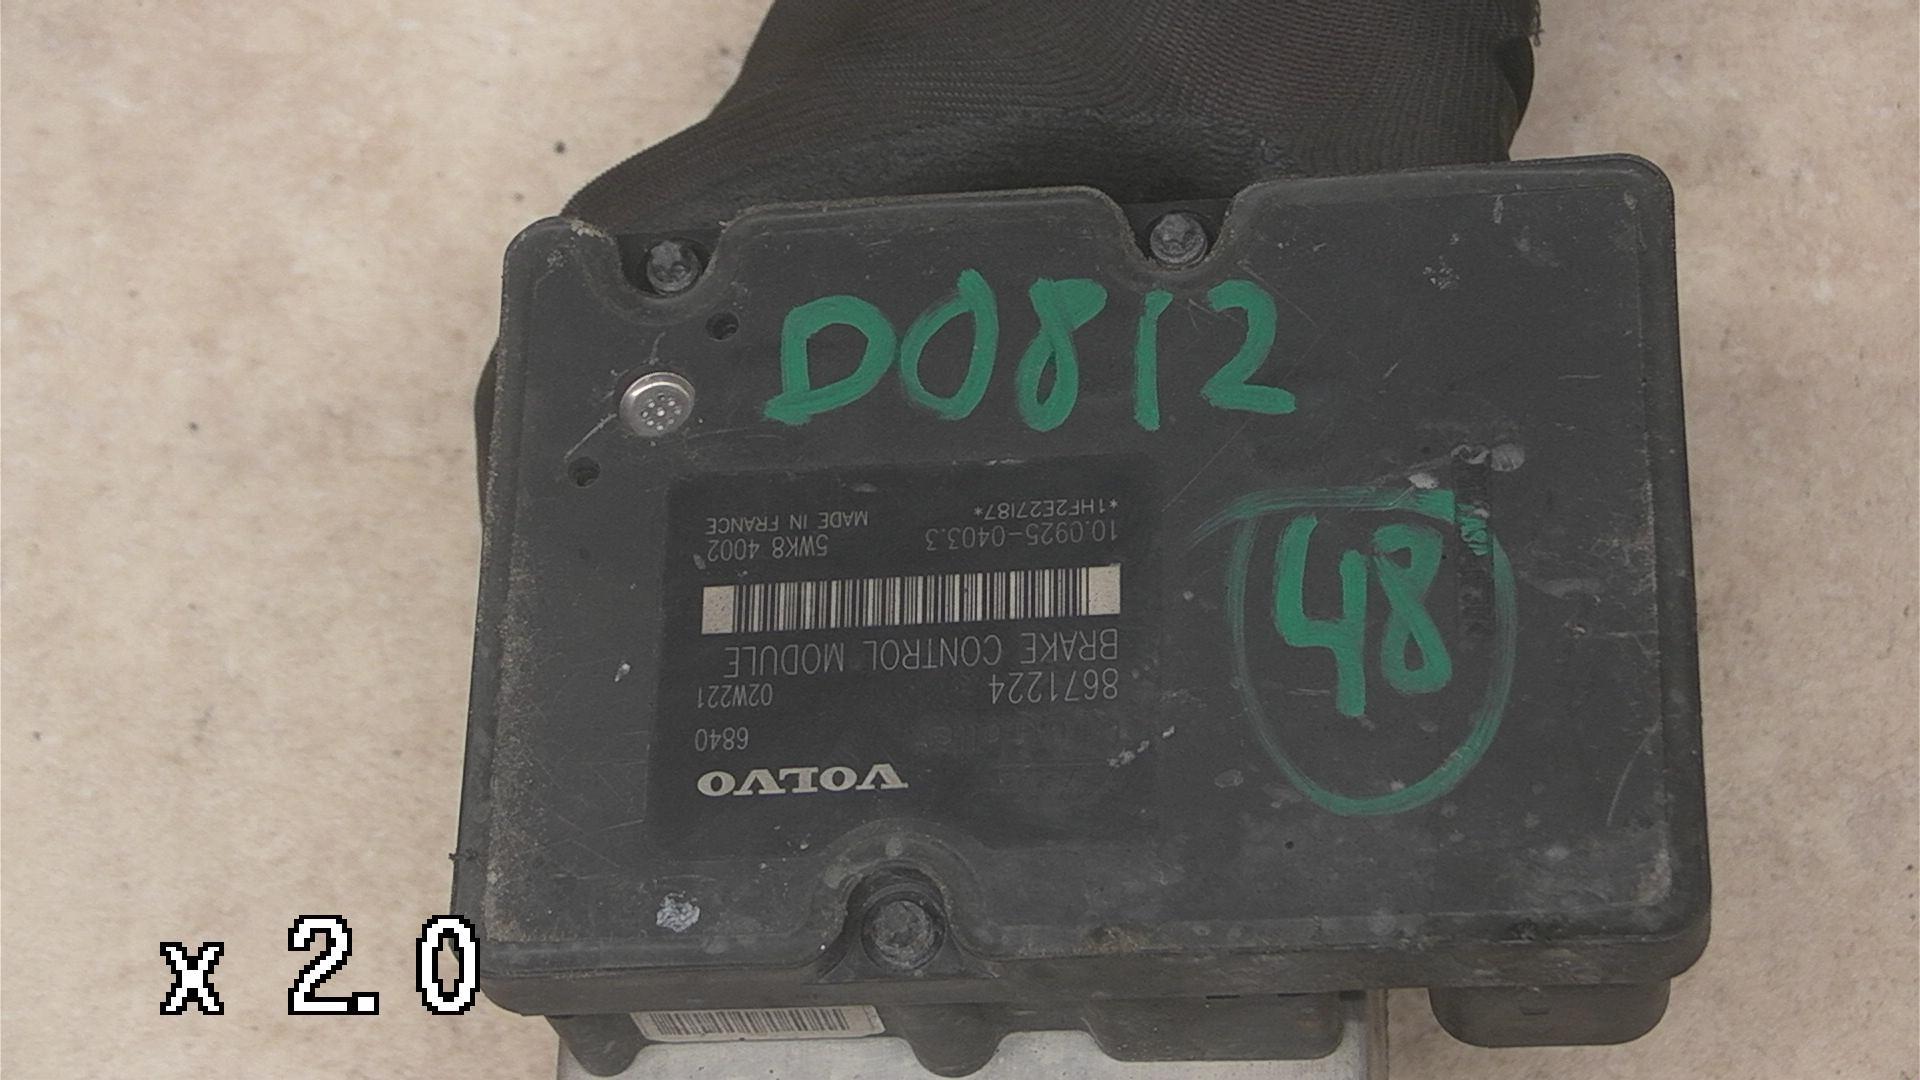 D0812
48
VOLVO
6840
8671224 02W221
BRAKE CONTROL MODULE
10.0925-0403.3 5WK8 4002
*1HF2E27187* MADE IN FRANCE
x 2.0